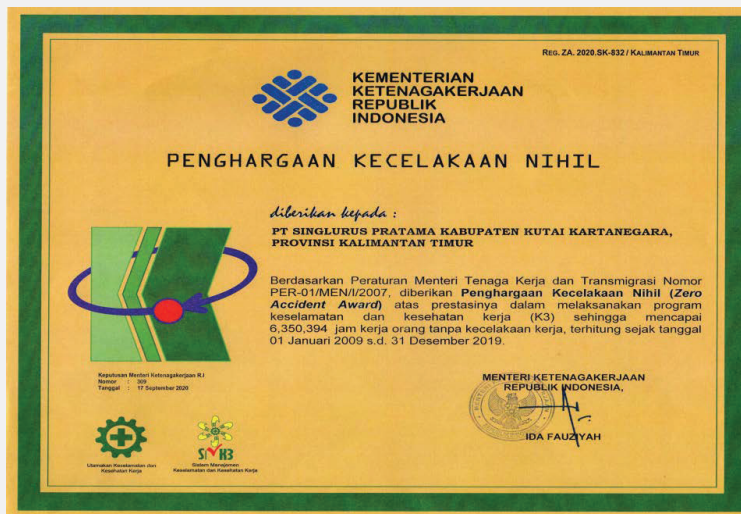 REG. ZA. 2020.SK-832 / KALIMANTAN TIMUR
KEMENTERIAN
KETENAGAKERJAAN
REPUBLIK
INDONESIA
PENGHARGAAN KECELAKAAN NIHIL
diberikan kepada :
PT SINGLURUS PRATAMA KABUPATEN KUTAI KARTANEGARA,
PROVINSI KALIMANTAN TIMUR
Berdasarkan Peraturan Menteri Tenaga Kerja dan Transmigrasi Nomor
PER-01/MEN/I/2007, diberikan Penghargaan Kecelakaan Nihil (Zero
Accident Award) atas prestasinya dalam melaksanakan program
keselamatan dan kesehatan kerja (K3) sehingga mencapai
6,350,394 jam kerja orang tanpa kecelakaan kerja, terhitung sejak tanggal
01 Januari 2009 s.d. 31 Desember 2019.
Keputusan Menteri Ketenagakerjaan R.I
Nomor : 309
Tanggal : 17 September 2020
MENTERI KETENAGAKERJAAN
REPUBLIK INDONESIA,
IDA FAUZIYAH
Utamakan Keselamatan dan
Kesehatan Kerja
SMK3
Sistem Manajemen
Keselamatan dan Kesehatan Kerja